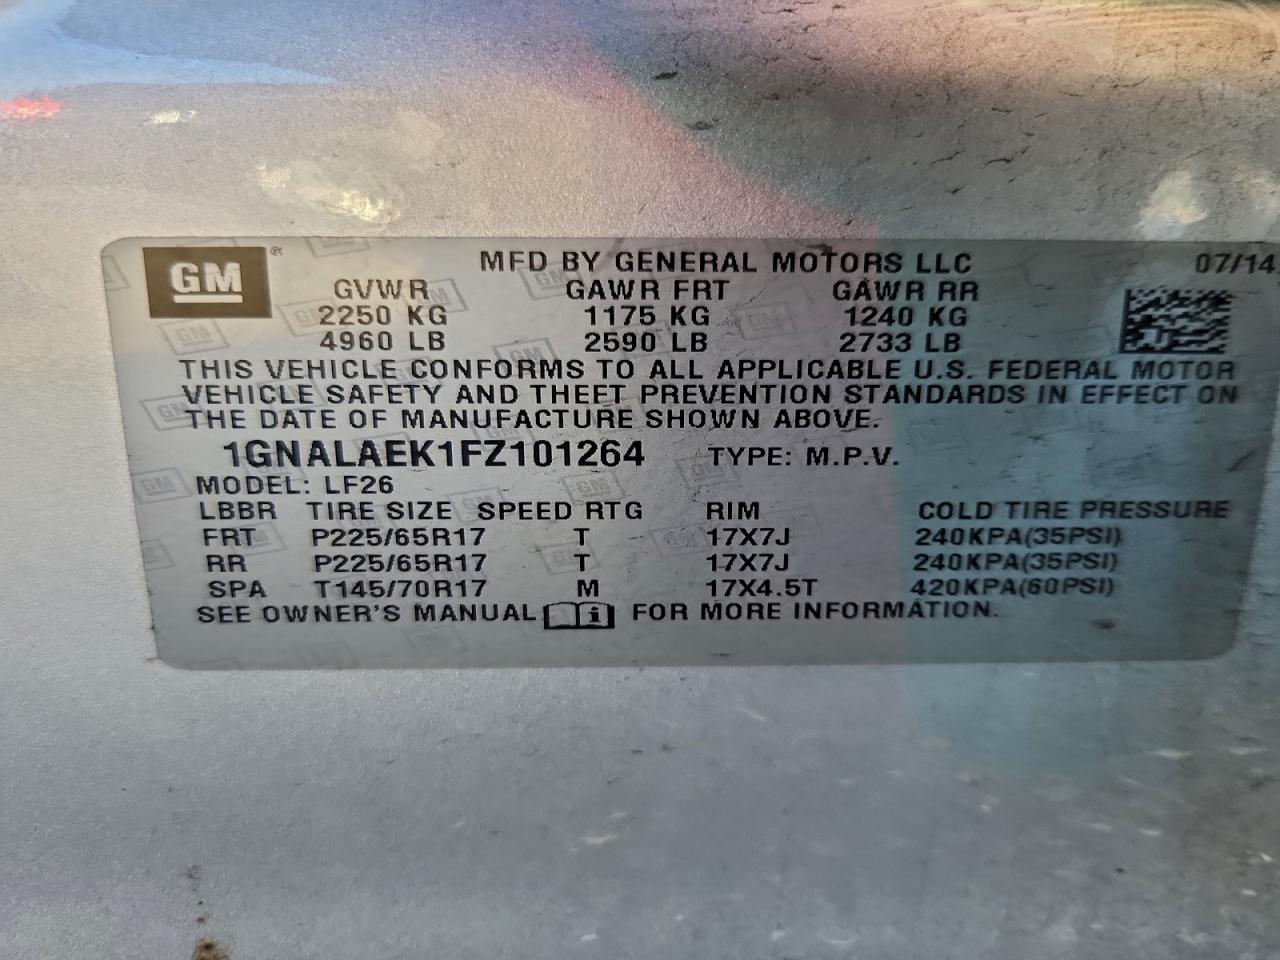 GM ® MFD BY GENERAL MOTORS LLC 07/14
GVWR GAWR FRT GAWR RR
2250 KG 1175 KG 1240 KG
4960 LB 2590 LB 2733 LB
THIS VEHICLE CONFORMS TO ALL APPLICABLE U.S. FEDERAL MOTOR
VEHICLE SAFETY AND THEFT PREVENTION STANDARDS IN EFFECT ON
THE DATE OF MANUFACTURE SHOWN ABOVE.
1GNALAEK1FZ101264 TYPE: M.P.V.
MODEL: LF26
LBBR TIRE SIZE SPEED RTG RIM COLD TIRE PRESSURE
FRT P225/65R17 T 17X7J 240KPA(35PSI)
RR P225/65R17 T 17X7J 240KPA(35PSI)
SPA T145/70R17 M 17X4.5T 420KPA(60PSI)
SEE OWNER'S MANUAL i FOR MORE INFORMATION.